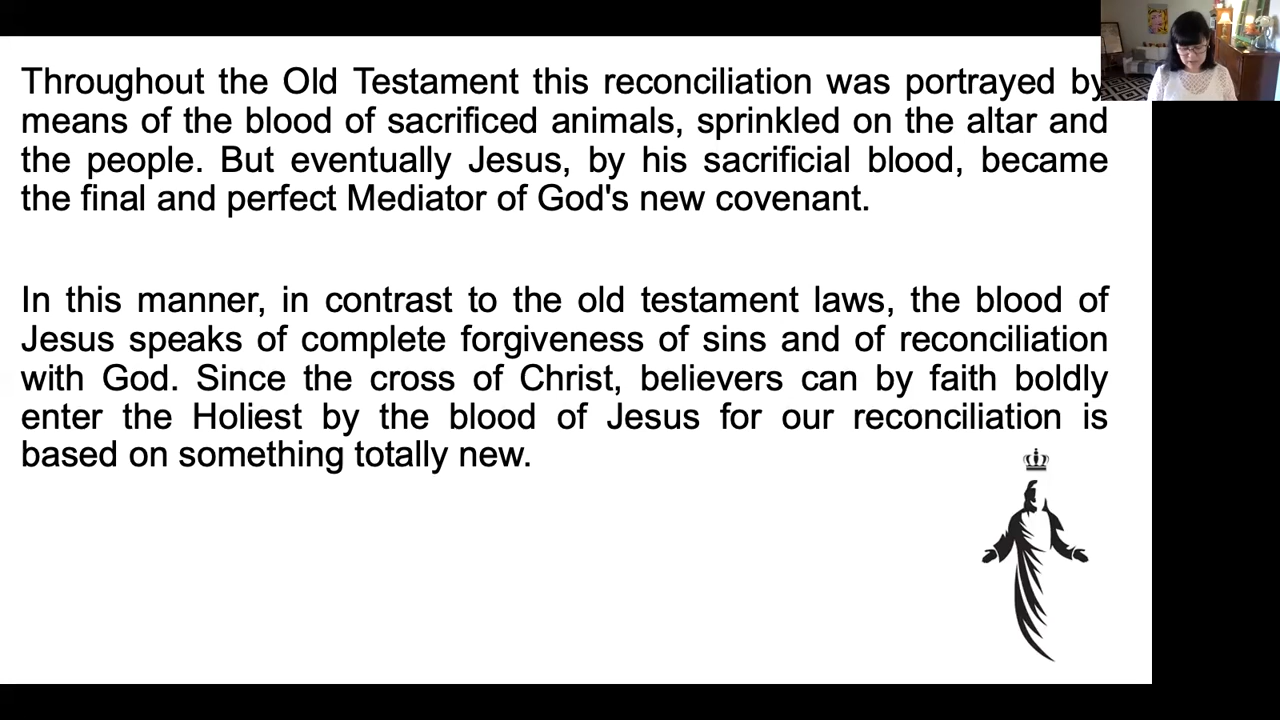 Throughout the Old Testament this reconciliation was portrayed by
means of the blood of sacrificed animals, sprinkled on the altar and
the people. But eventually Jesus, by his sacrificial blood, became
the final and perfect Mediator of God's new covenant.
In this manner, in contrast to the old testament laws, the blood of
Jesus speaks of complete forgiveness of sins and of reconciliation
with God. Since the cross of Christ, believers can by faith boldly
enter the Holiest by the blood of Jesus for our reconciliation is
based on something totally new.